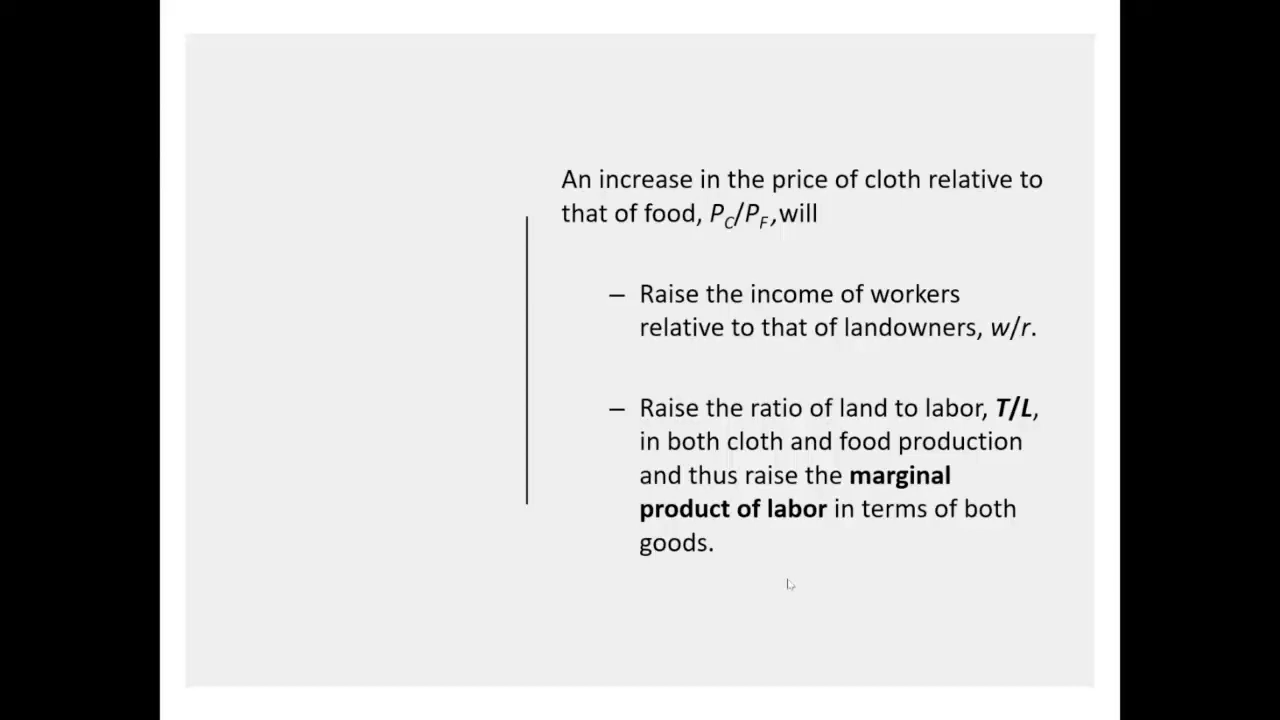 An increase in the price of cloth relative to
that of food, PC/PF, will
– Raise the income of workers
relative to that of landowners, w/r.
– Raise the ratio of land to labor, T/L,
in both cloth and food production
and thus raise the marginal
product of labor in terms of both
goods.